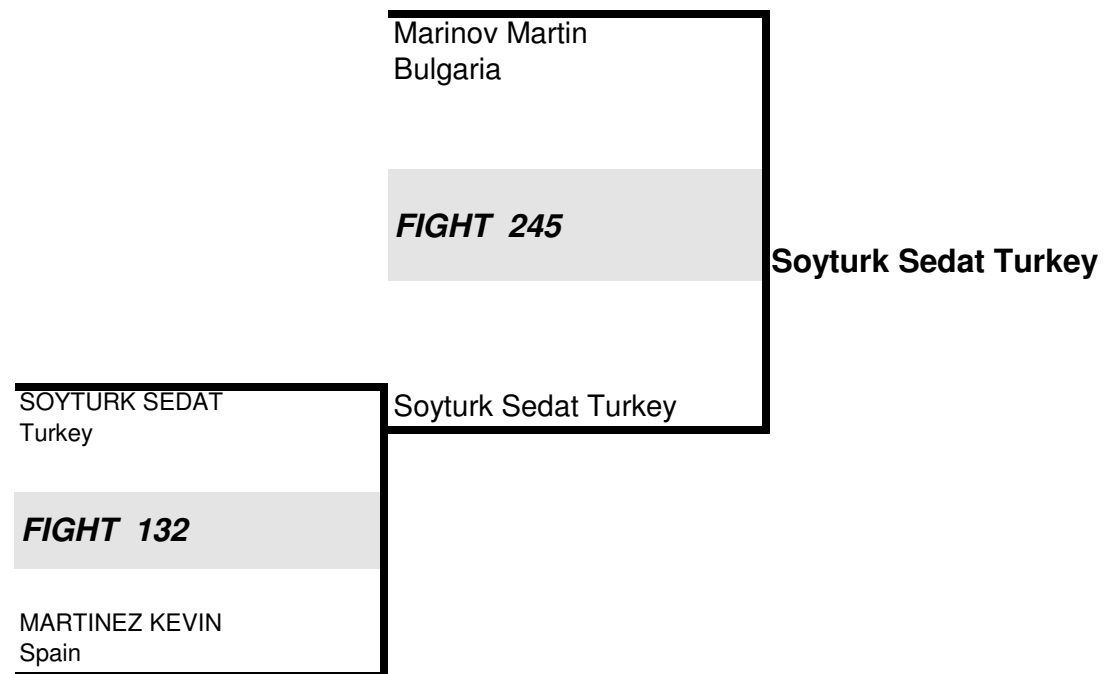 Marinov Martin
Bulgaria
FIGHT 245
Soyturk Sedat Turkey
SOYTURK SEDAT
Turkey
Soyturk Sedat Turkey
FIGHT 132
MARTINEZ KEVIN
Spain